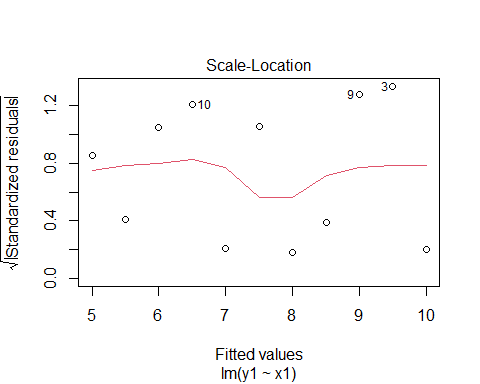 Scale-Location
√|Standardized residuals|
0.0 0.4 0.8 1.2
10
9
3
5 6 7 8 9 10
Fitted values
lm(y1 ~ x1)